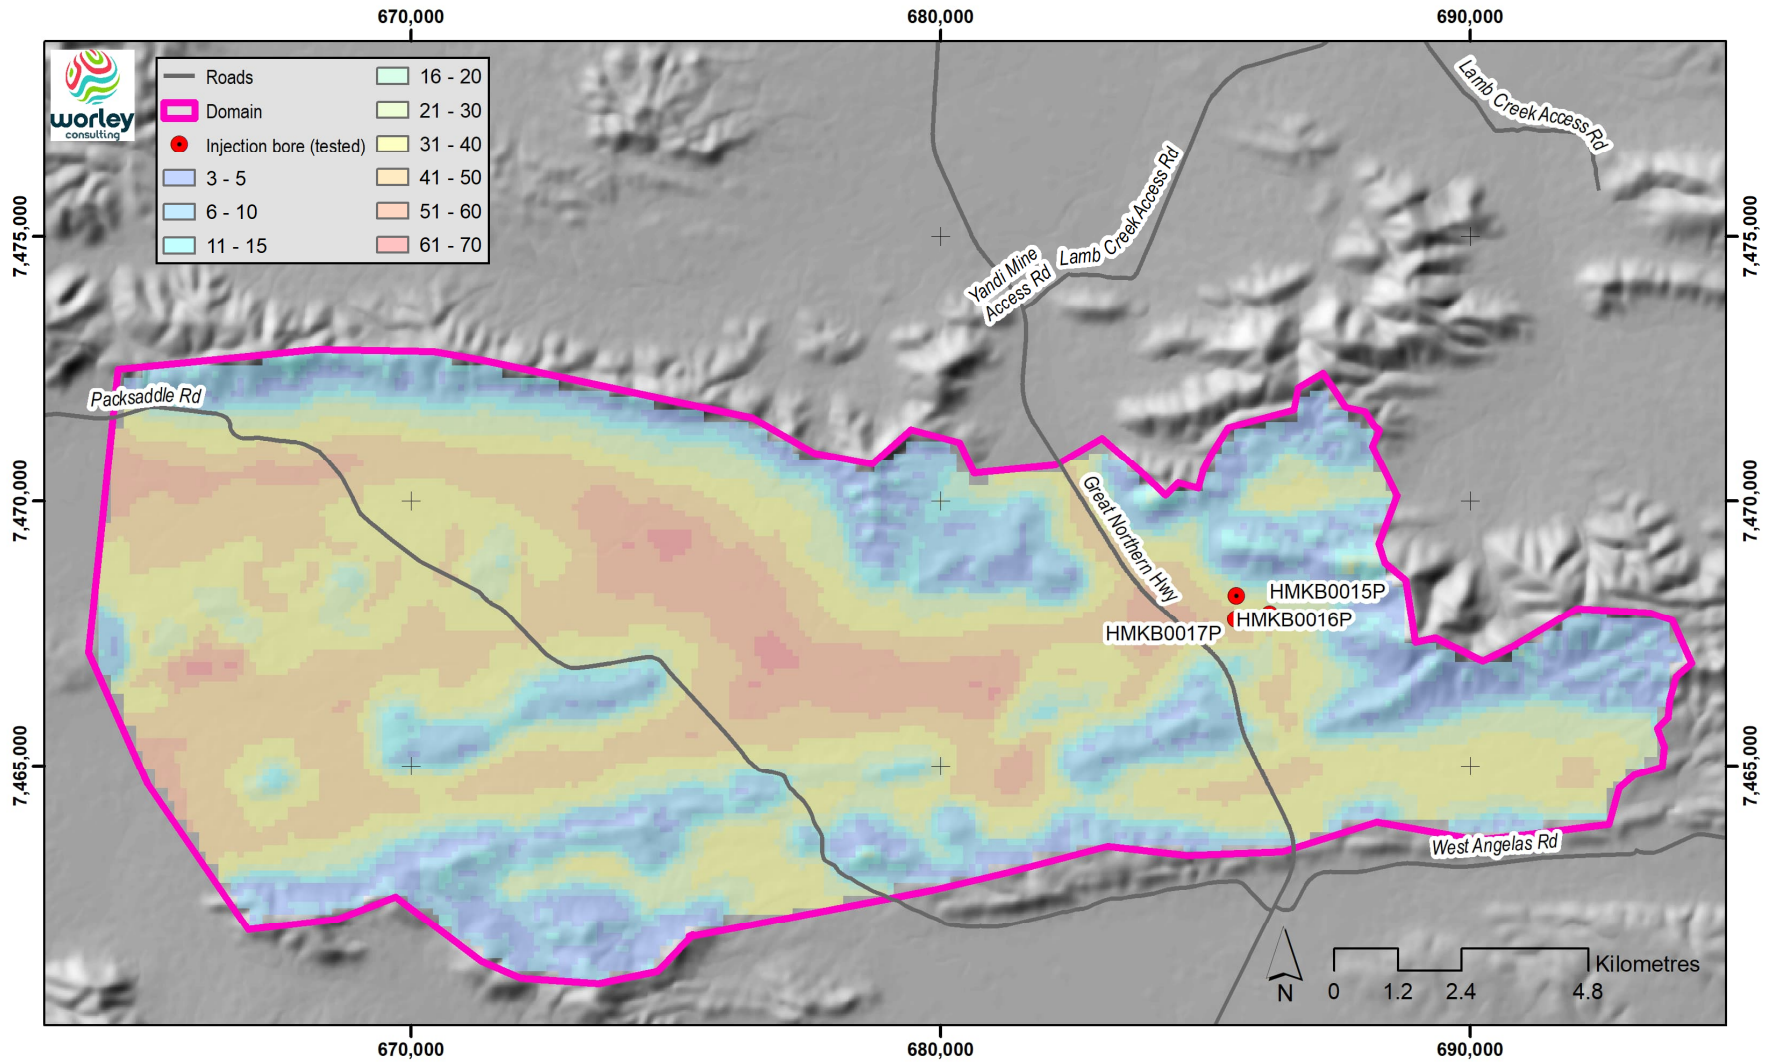 670,000
680,000
690,000
worley
consulting
Roads
Domain
Injection bore (tested)
3 - 5
6 - 10
11 - 15
16 - 20
21 - 30
31 - 40
41 - 50
51 - 60
61 - 70
Lamb Creek Access Rd
Lamb Creek Access Rd
Yandi Mine
Access Rd
7,475,000
7,475,000
Packsaddle Rd
7,470,000
7,470,000
Great Northern Hwy
HMKB0015P
HMKB0016P
HMKB0017P
7,465,000
7,465,000
West Angelas Rd
N
Kilometres
0
1.2
2.4
4.8
670,000
680,000
690,000